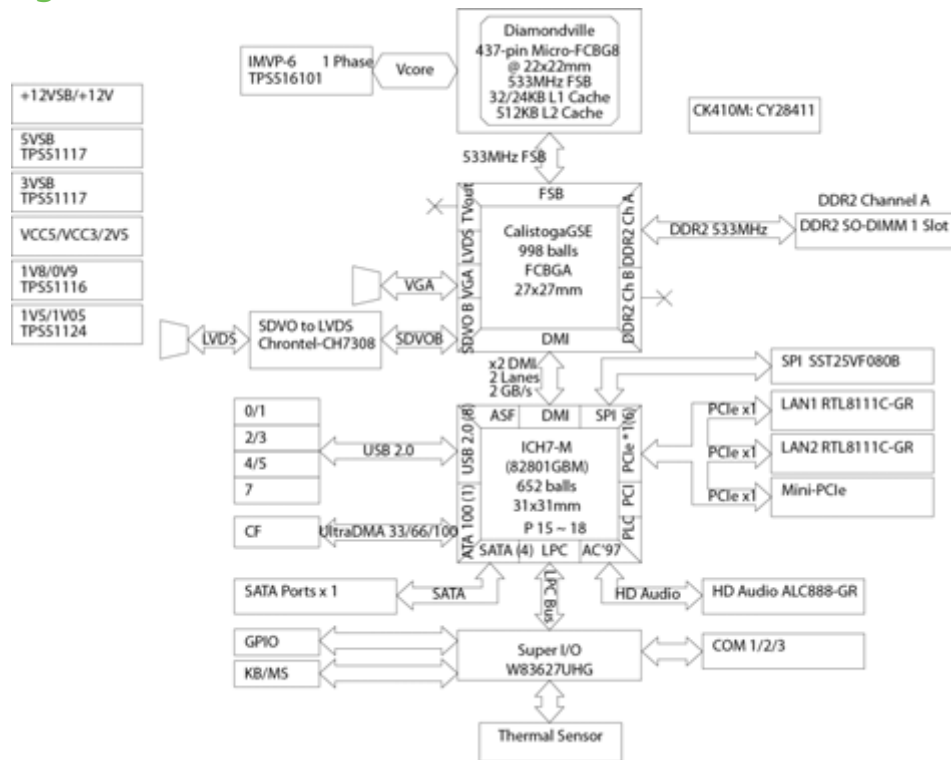 IMVP-6 1 Phase
TPS516101
Vcore
Diamondville
437-pin Micro-FCBG8
@ 22x22mm
533MHz FSB
32/24KB L1 Cache
512KB L2 Cache
CK410M: CY28411
+12VSB/+12V
5VSB
TPS51117
3VSB
TPS51117
VCC5/VCC3/2V5
1V8/0V9
TPS51116
1V5/1V05
TPS51124
533MHz FSB
FSB
TVout
LVDS
VGA
SDVO B
CalistogaGSE
998 balls
FCBGA
27x27mm
DDR2 Ch A
DDR2 Ch B
DMI
DDR2 533MHz
DDR2 Channel A
DDR2 SO-DIMM 1 Slot
VGA
LVDS
SDVO to LVDS
Chrontel-CH7308
SDVOB
x2 DMI
2 Lanes
2 GB/s
SPI SST25VF080B
ASF
DMI
SPI
USB 2.0 (8)
ATA 100 (1)
ICH7-M
(82801GBM)
652 balls
31x31mm
P 15 ~ 18
PCIe *1(6)
PCI
PLC
SATA (4)
LPC
AC'97
0/1
2/3
4/5
7
USB 2.0
CF
UltraDMA 33/66/100
PCIe x1
LAN1 RTL8111C-GR
PCIe x1
LAN2 RTL8111C-GR
PCIe x1
Mini-PCIe
SATA Ports x 1
SATA
LPC Bus
HD Audio
HD Audio ALC888-GR
GPIO
KB/MS
Super I/O
W83627UHG
COM 1/2/3
Thermal Sensor